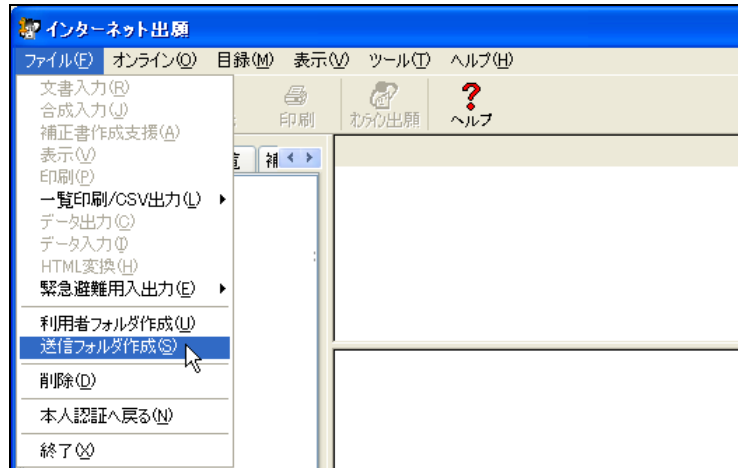 インターネット出願
ファイル(F) オンライン(O) 目録(M) 表示(V) ツール(T) ヘルプ(H)
文書入力(R)
合成入力(J)
補正書作成支援(A)
表示(V)
印刷(P)
一覧印刷/CSV出力(L)
データ出力(C)
データ入力(I)
HTML変換(H)
緊急避難用入出力(E)
利用者フォルダ作成(U)
送信フォルダ作成(S)
削除(D)
本人認証へ戻る(N)
終了(X)
印刷 オンライン出願 ヘルプ
覧 補